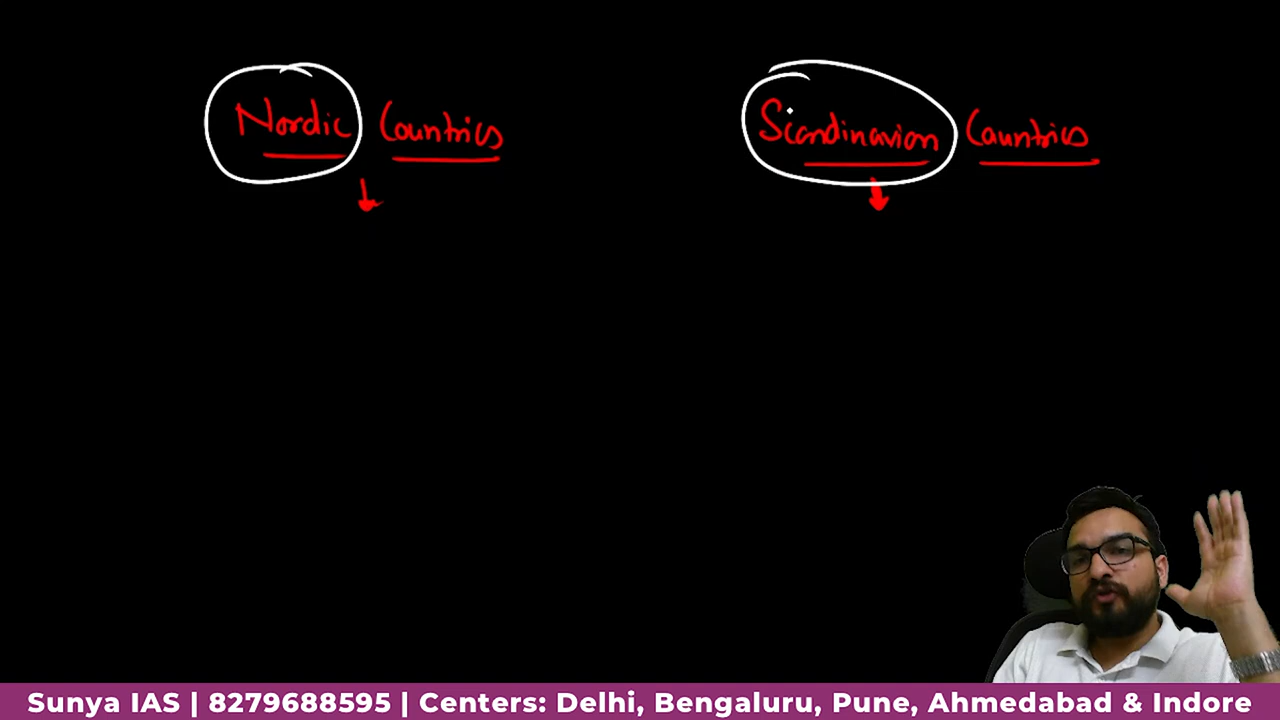 Nordic Countries
Scandinavian Countries
Sunya IAS | 8279688595 | Centers: Delhi, Bengaluru, Pune, Ahmedabad & Indore